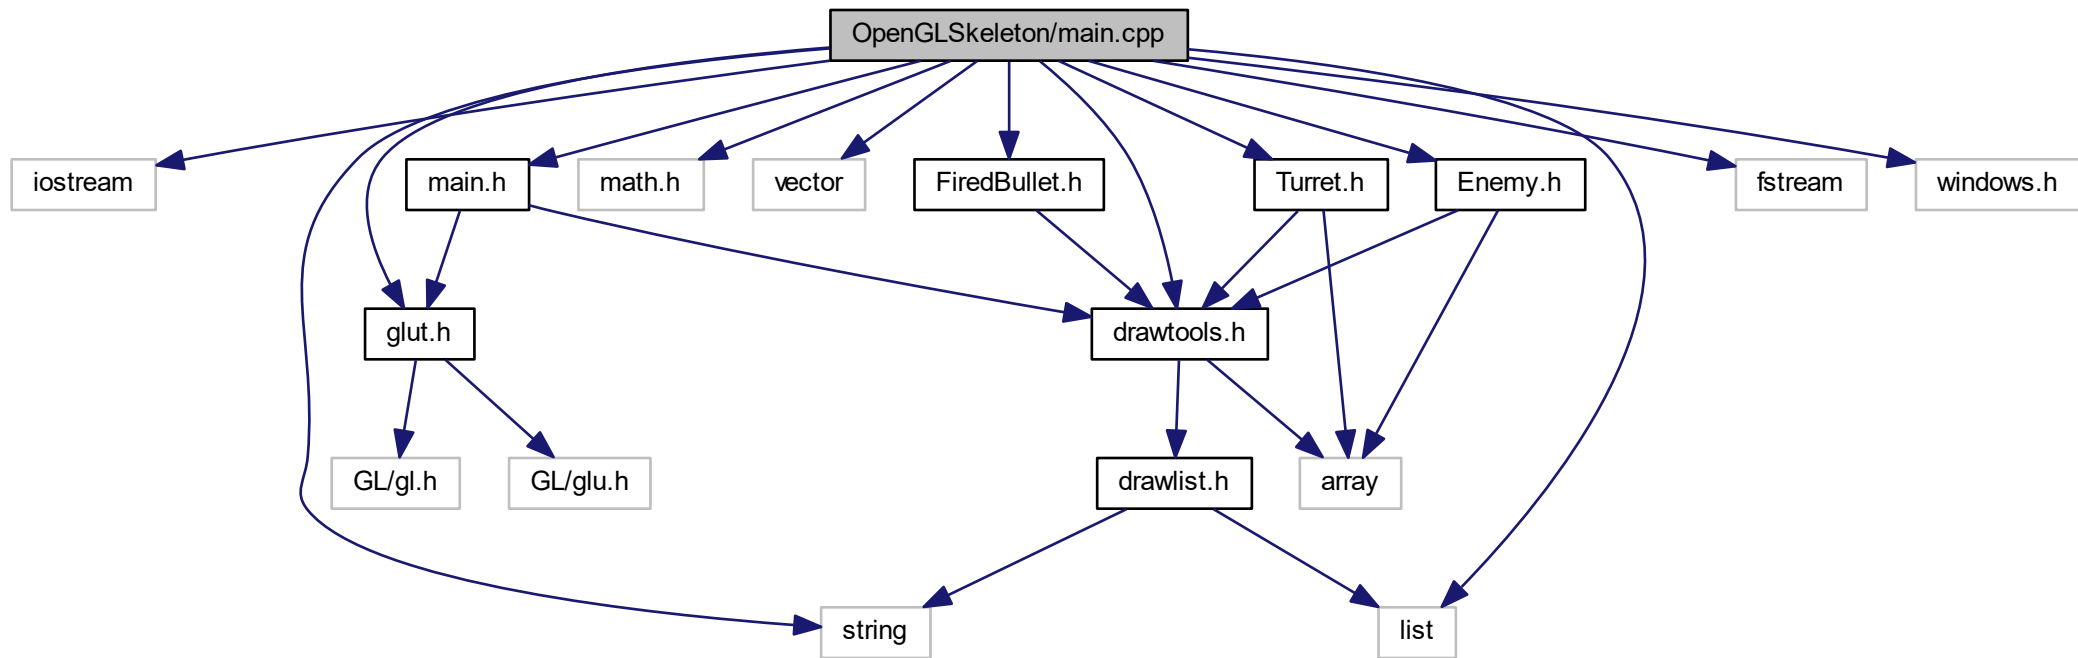 OpenGLSkeleton/main.cpp
iostream
main.h
math.h
vector
FiredBullet.h
Turret.h
Enemy.h
fstream
windows.h
glut.h
drawtools.h
GL/gl.h
GL/glu.h
drawlist.h
array
string
list